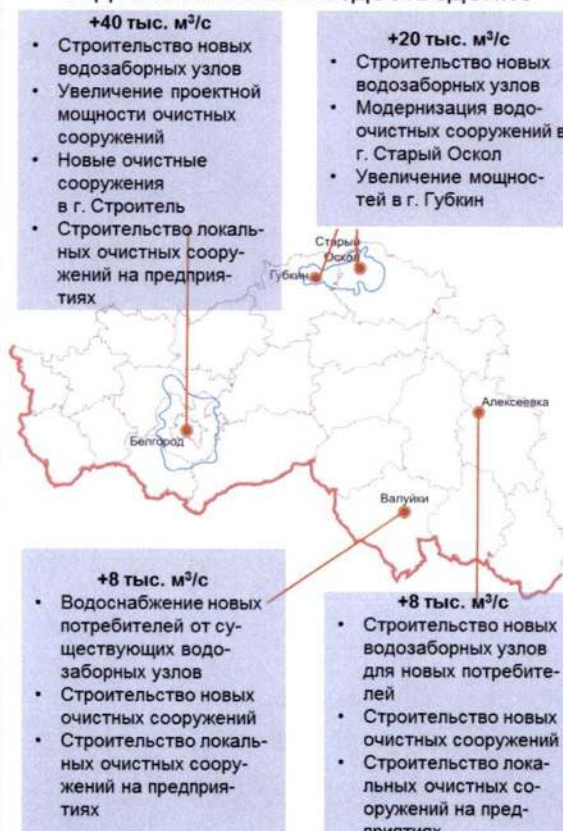 +40 тыс. м³/с
• Строительство новых
водозаборных узлов
• Увеличение проектной
мощности очистных
сооружений
• Новые очистные
сооружения
в г. Строитель
• Строительство локаль-
ных очистных соору-
жений на предприя-
тиях
+20 тыс. м³/с
• Строительство новых
водозаборных узлов
• Модернизация водо-
очистных сооружений в
г. Старый Оскол
• Увеличение мощнос-
тей в г. Губкин
Старый
Оскол
Губкин
Алексеевка
Белгород
Валуйки
+8 тыс. м³/с
• Водоснабжение новых
потребителей от су-
ществующих водо-
заборных узлов
• Строительство новых
очистных сооружений
• Строительство локаль-
ных очистных соору-
жений на предприя-
тиях
+8 тыс. м³/с
• Строительство новых
водозаборных узлов
для новых потребите-
лей
• Строительство новых
очистных сооружений
• Строительство лока-
льных очистных со-
оружений на пред-
приятиях